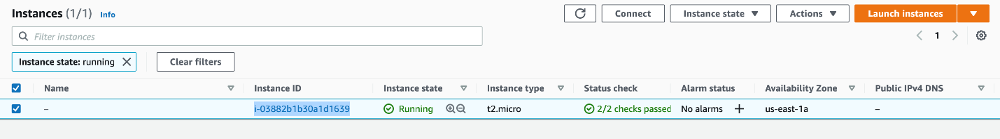 Instances (1/1) Info Connect Instance state Actions Launch instances
Filter instances 1
Instance state: running Clear filters
Name Instance ID Instance state Instance type Status check Alarm status Availability Zone Public IPv4 DNS
– i-03882b1b30a1d1639 Running t2.micro 2/2 checks passed No alarms + us-east-1a –